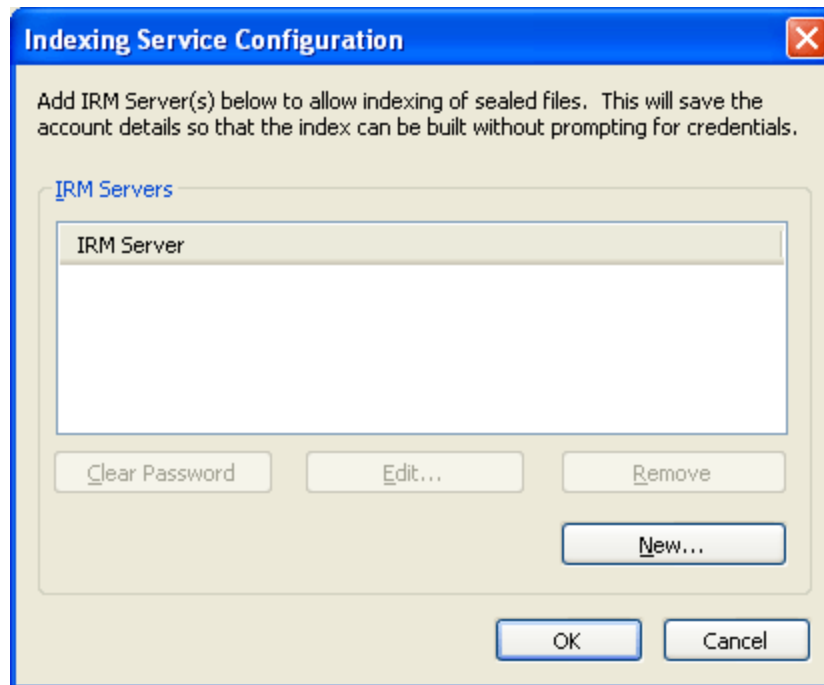 Indexing Service Configuration
Add IRM Server(s) below to allow indexing of sealed files.  This will save the
account details so that the index can be built without prompting for credentials.
IRM Servers
IRM Server
Clear Password Edit... Remove
New...
OK Cancel